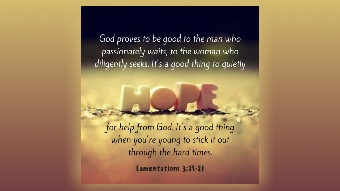 God proves to be good to the man who
passionately waits, to the woman who
diligently seeks. It's a good thing to quietly
HOPE
for help from God. It's a good thing
when you're young to stick it out
through the hard times.
Lamentations 3:25-27